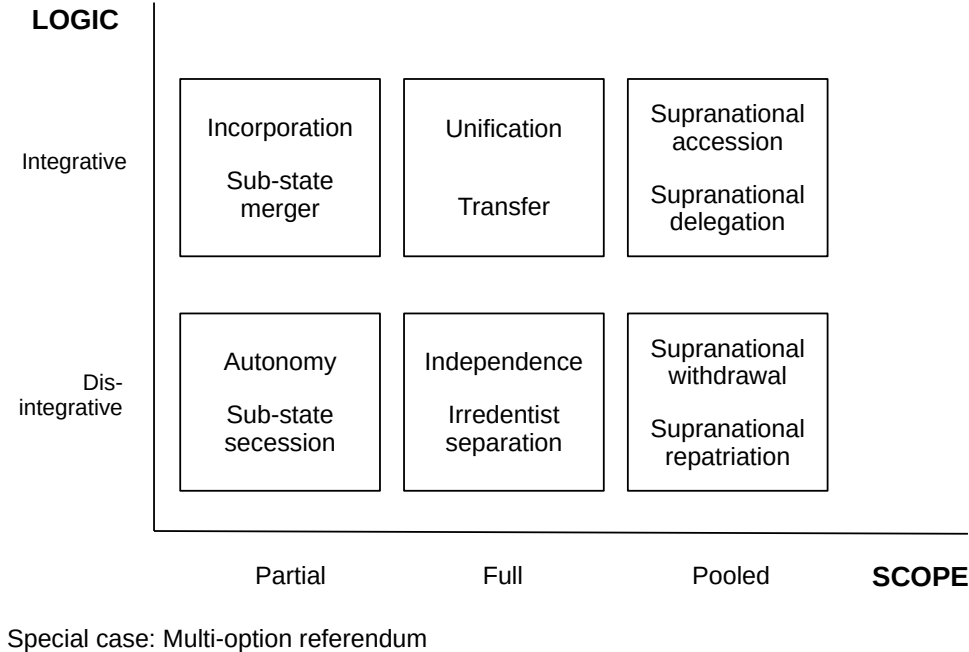 LOGIC
Integrative
Incorporation
Sub-state
merger
Unification
Transfer
Supranational
accession
Supranational
delegation
Dis-
integrative
Autonomy
Sub-state
secession
Independence
Irredentist
separation
Supranational
withdrawal
Supranational
repatriation
Partial
Full
Pooled
SCOPE
Special case: Multi-option referendum